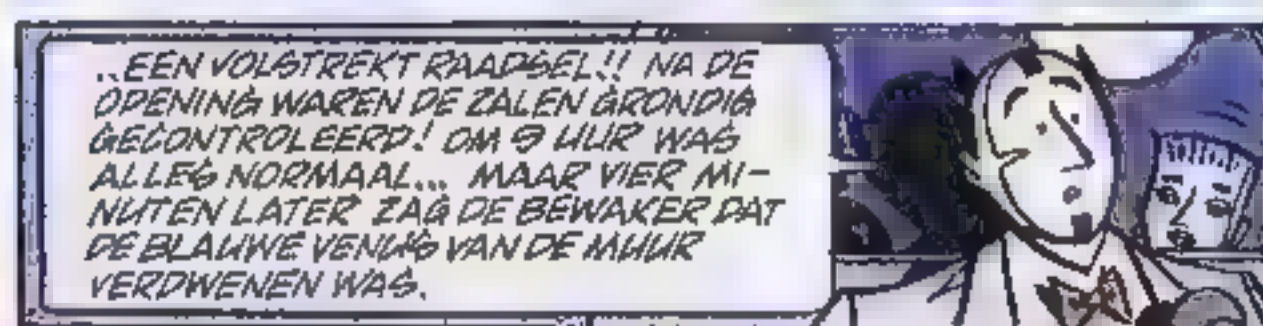 ..EEN VOLSTREKT RAADSEL!! NA DE
OPENING WAREN DE ZALEN GRONDIG
GECONTROLEERD! OM 9 UUR WAS
ALLES NORMAAL... MAAR VIER MI-
NUTEN LATER ZAG DE BEWAKER DAT
DE BLAUWE VENUS VAN DE MUUR
VERDWENEN WAS.